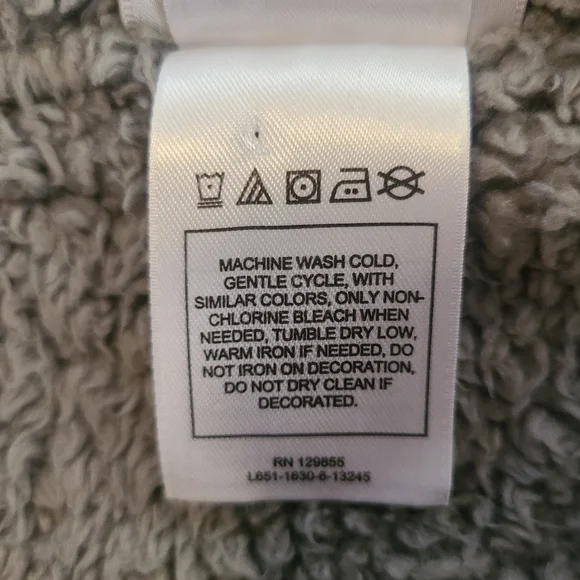 MACHINE WASH COLD,
GENTLE CYCLE, WITH
SIMILAR COLORS, ONLY NON-
CHLORINE BLEACH WHEN
NEEDED, TUMBLE DRY LOW,
WARM IRON IF NEEDED, DO
NOT IRON ON DECORATION,
DO NOT DRY CLEAN IF
DECORATED.
RN 129855
L651-1630-6-13245